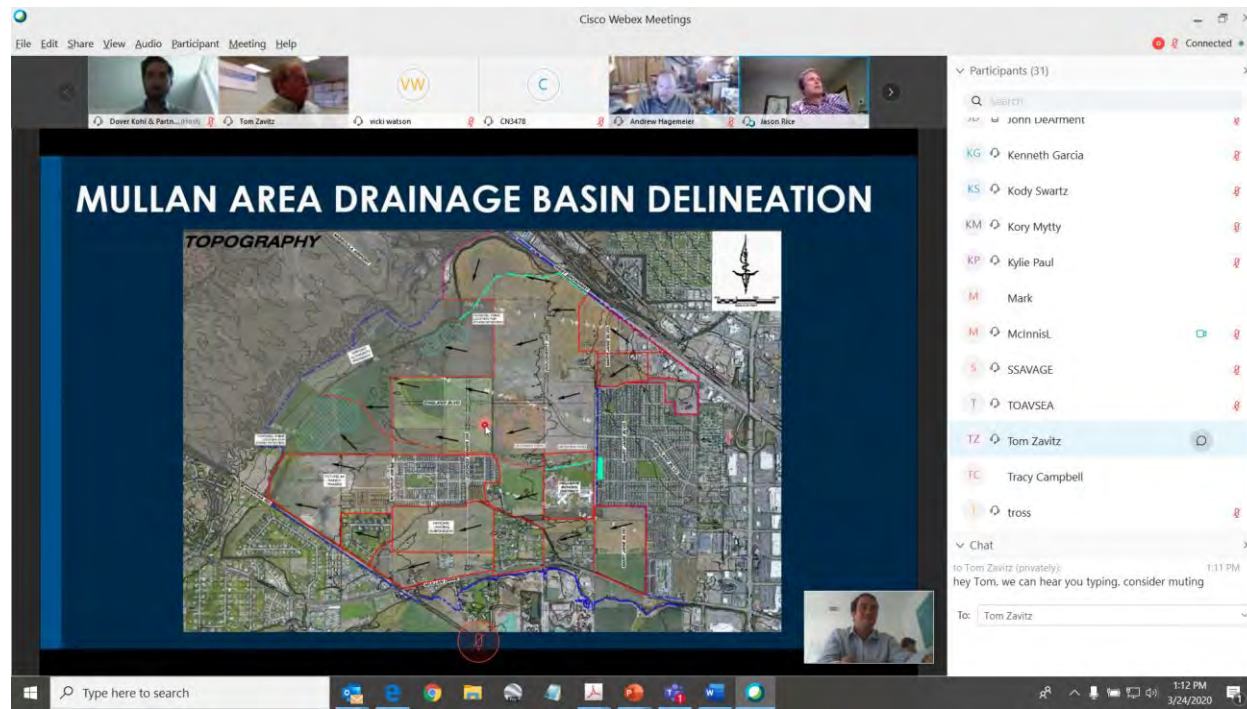 Cisco Webex Meetings
File Edit Share View Audio Participant Meeting Help
Connected
VW
C
Dover Kohl & Partn... (Host)
Tom Zavitz
vicki watson
CN3478
Andrew Hagemeier
Jason Rice
MULLAN AREA DRAINAGE BASIN DELINEATION
TOPOGRAPHY
Participants (31)
Search
John DeArment
KG Kenneth Garcia
KS Kody Swartz
KM Kory Mytty
KP Kylie Paul
M Mark
M McInnisL
S SSAVAGE
T TOAVSEA
TZ Tom Zavitz
TC Tracy Campbell
T tross
Chat
to Tom Zavitz (privately): 1:11 PM
hey Tom. we can hear you typing. consider muting
To: Tom Zavitz
Type here to search
1:12 PM
3/24/2020